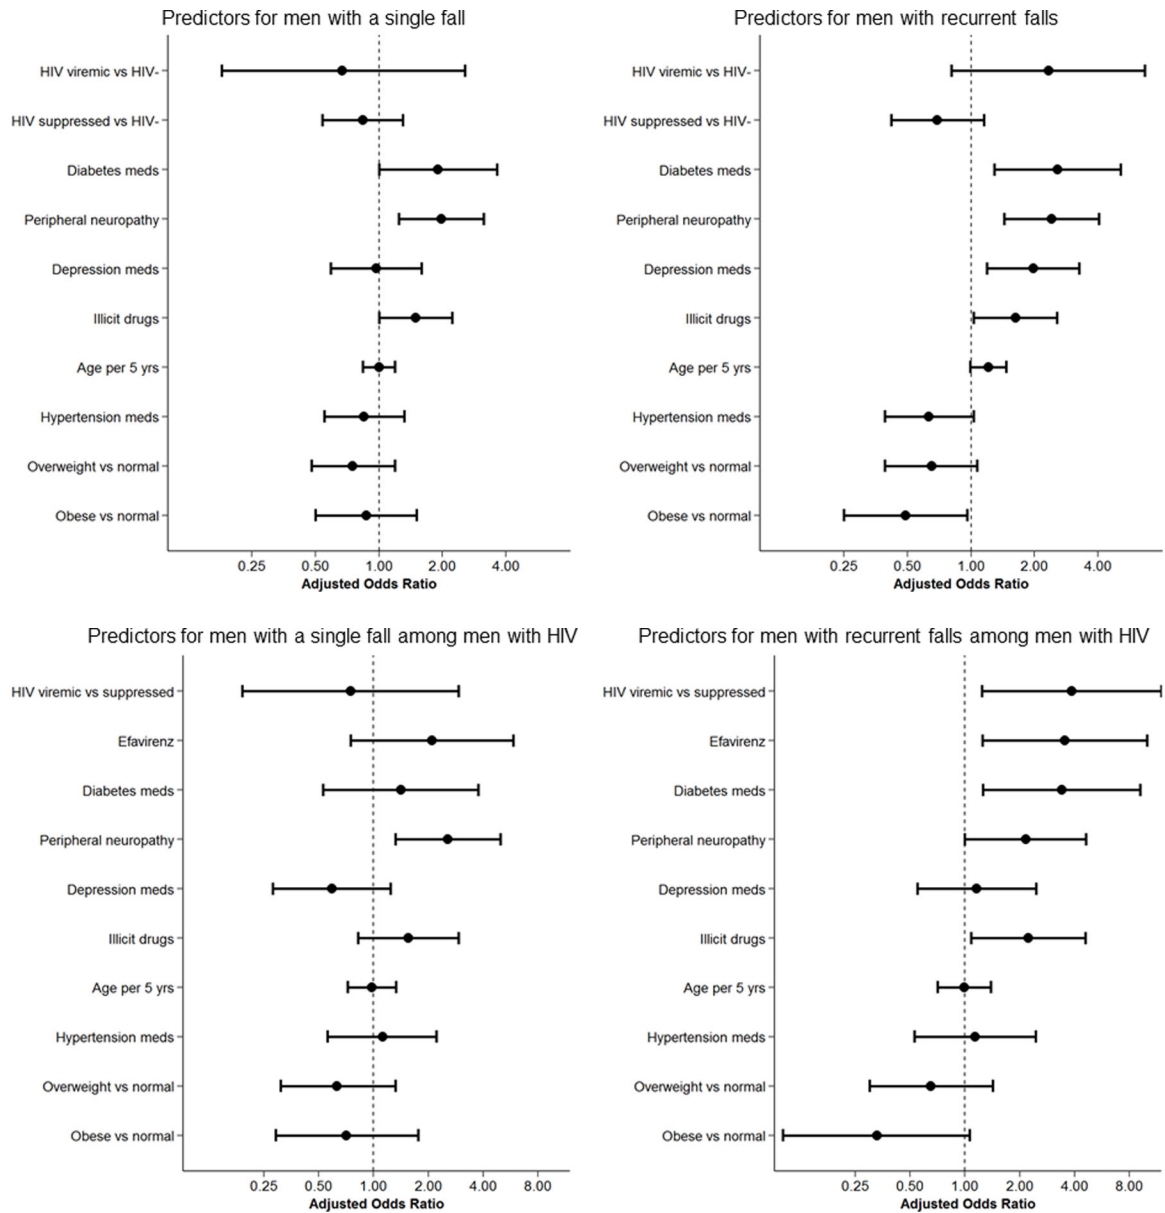 Predictors for men with a single fall
HIV viremic vs HIV-
HIV suppressed vs HIV-
Diabetes meds
Peripheral neuropathy
Depression meds
Illicit drugs
Age per 5 yrs
Hypertension meds
Overweight vs normal
Obese vs normal
0.25 0.50 1.00 2.00 4.00
Adjusted Odds Ratio
Predictors for men with recurrent falls
HIV viremic vs HIV-
HIV suppressed vs HIV-
Diabetes meds
Peripheral neuropathy
Depression meds
Illicit drugs
Age per 5 yrs
Hypertension meds
Overweight vs normal
Obese vs normal
0.25 0.50 1.00 2.00 4.00
Adjusted Odds Ratio
Predictors for men with a single fall among men with HIV
HIV viremic vs suppressed
Efavirenz
Diabetes meds
Peripheral neuropathy
Depression meds
Illicit drugs
Age per 5 yrs
Hypertension meds
Overweight vs normal
Obese vs normal
0.25 0.50 1.00 2.00 4.00 8.00
Adjusted Odds Ratio
Predictors for men with recurrent falls among men with HIV
HIV viremic vs suppressed
Efavirenz
Diabetes meds
Peripheral neuropathy
Depression meds
Illicit drugs
Age per 5 yrs
Hypertension meds
Overweight vs normal
Obese vs normal
0.25 0.50 1.00 2.00 4.00 8.00
Adjusted Odds Ratio